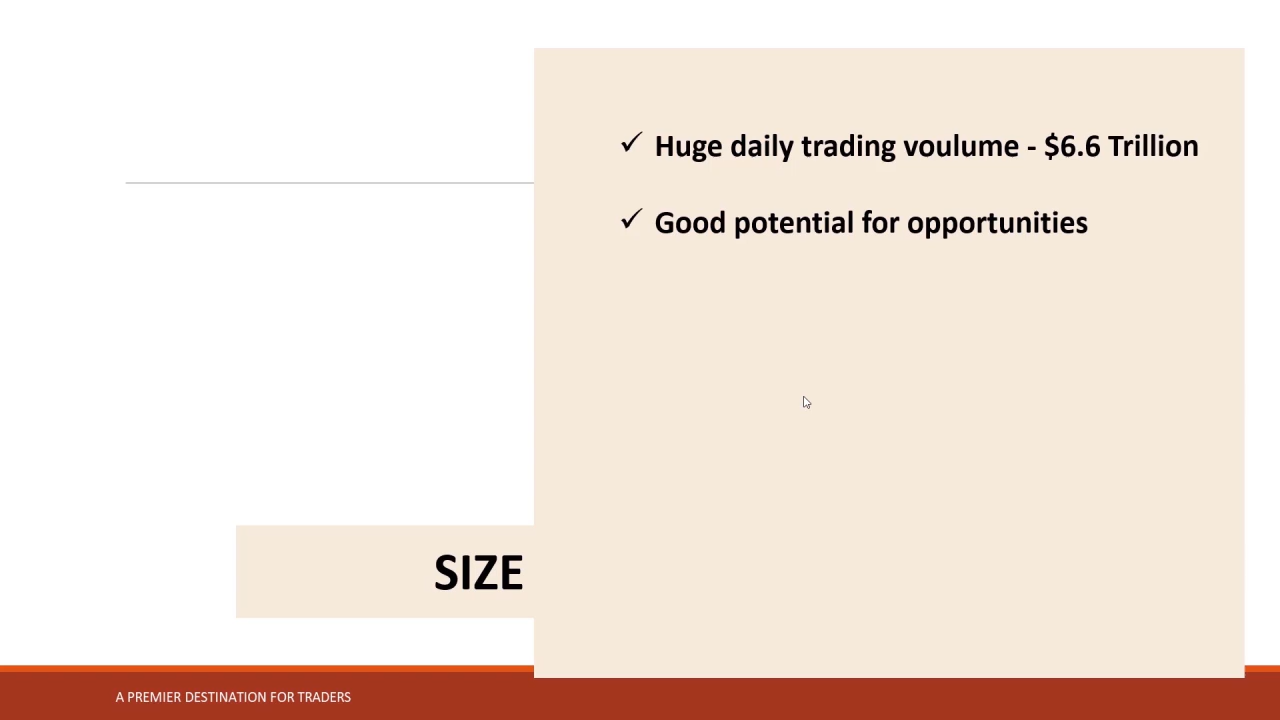 ✓ Huge daily trading voulume - $6.6 Trillion
✓ Good potential for opportunities
SIZE
A PREMIER DESTINATION FOR TRADERS